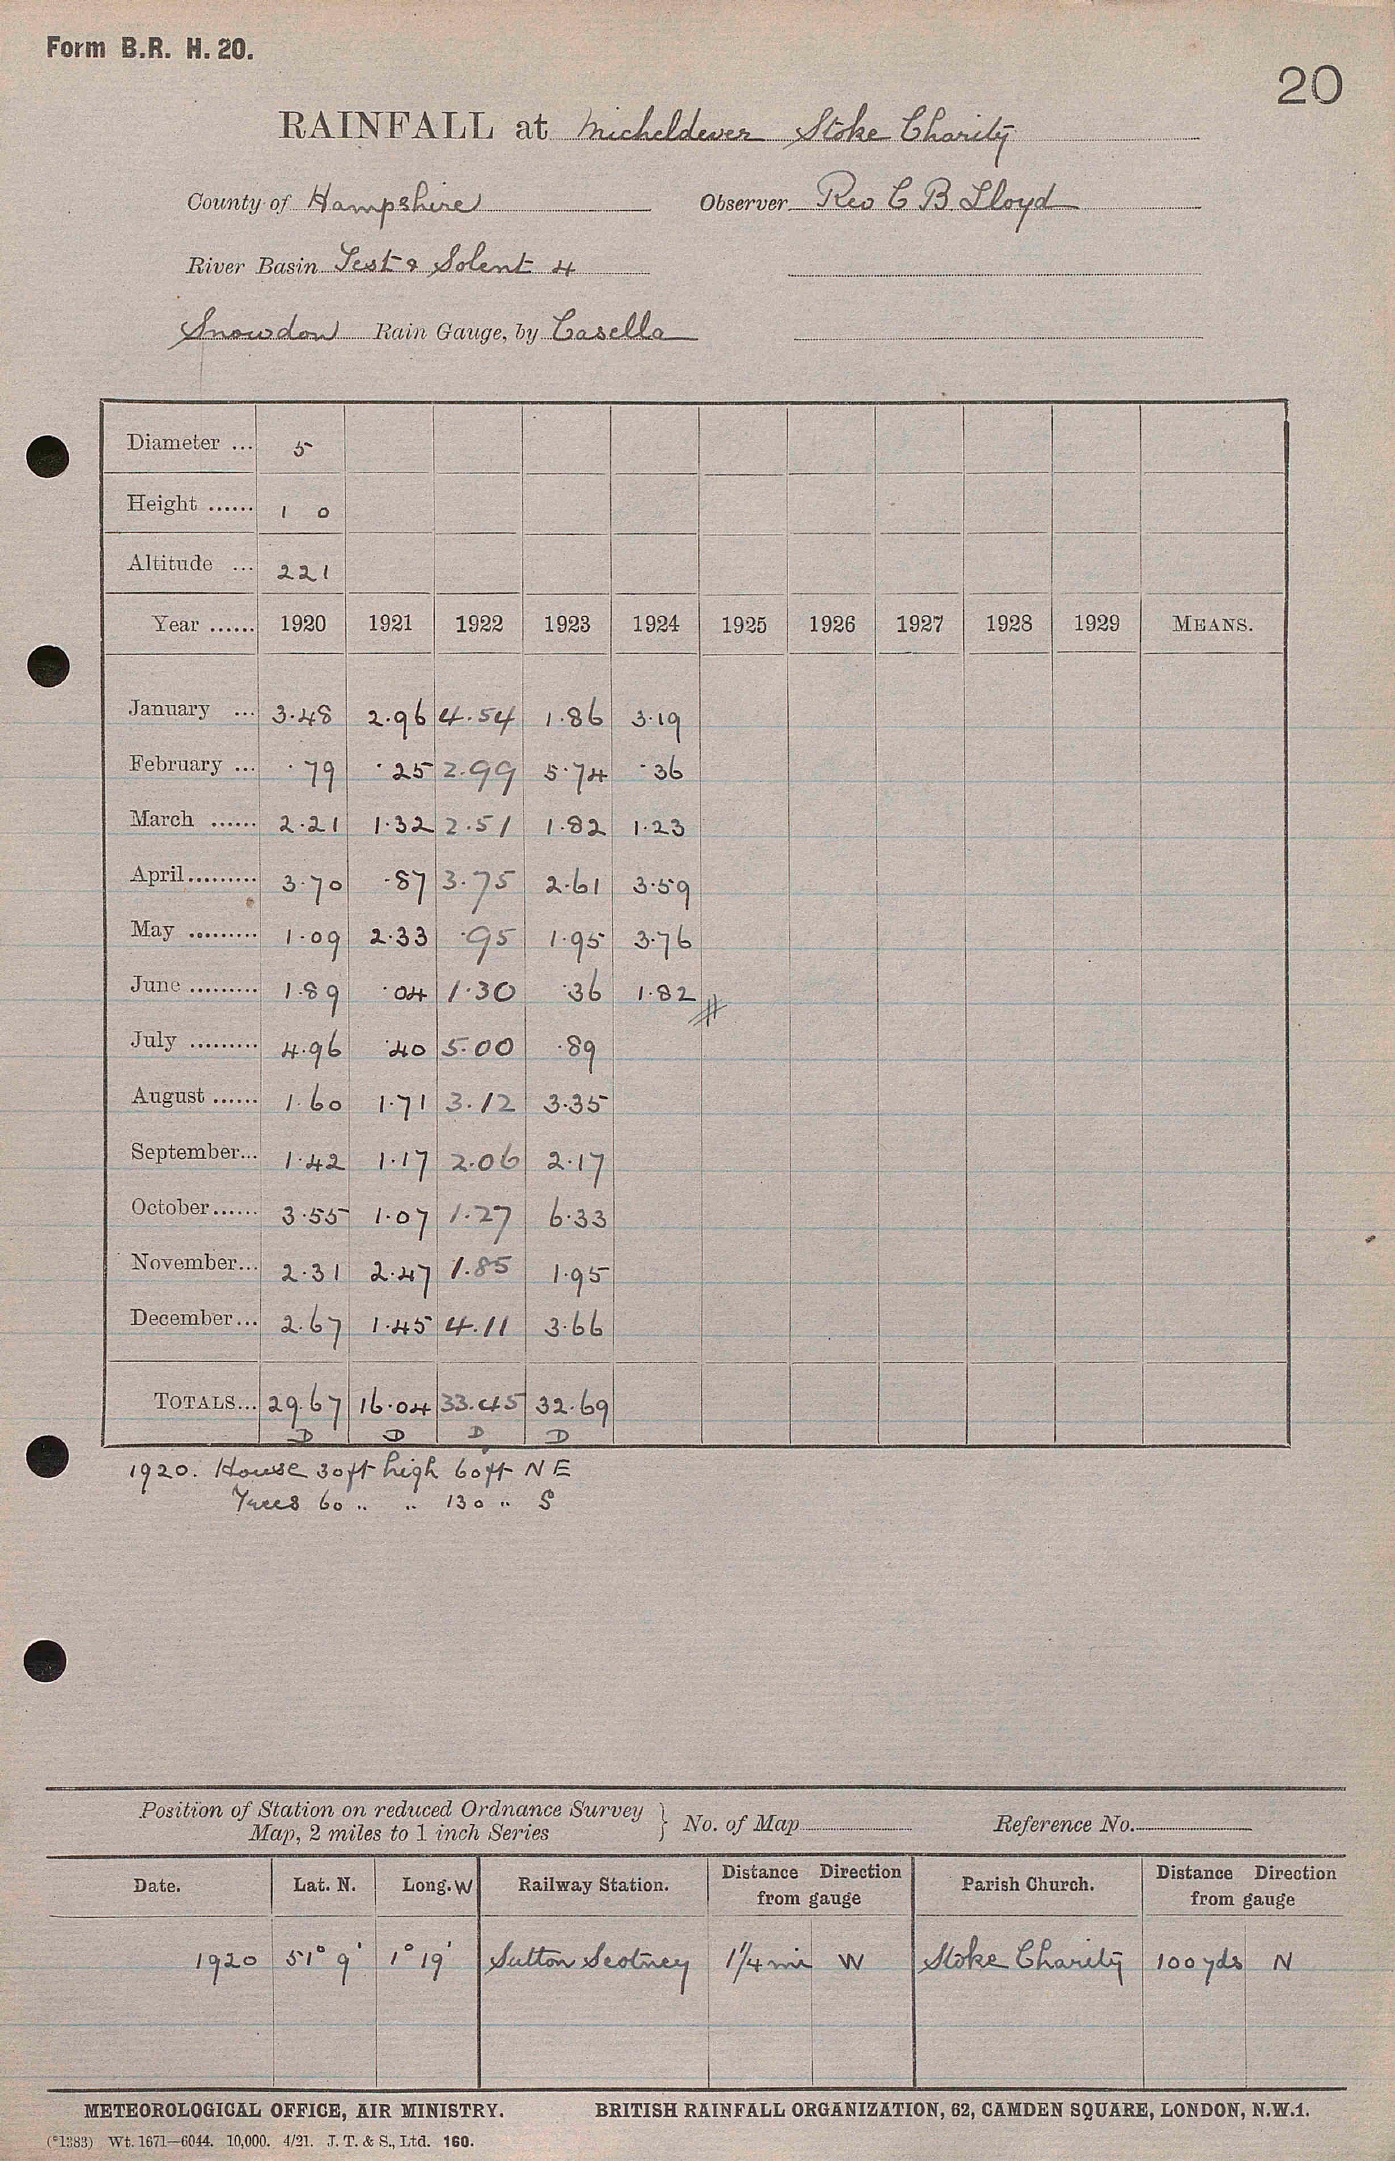 Form B.R. H. 20.
20
RAINFALL at Micheldever Stoke Charity
County of Hampshire Observer Rev C B Lloyd
River Basin Test & Solent 4
Snowdon Rain Gauge, by Casella
Diameter ... 5
Height ...... 1 0
Altitude ... 221
Year ...... 1920 1921 1922 1923 1924 1925 1926 1927 1928 1929 MEANS.
January ... 3.48 2.96 4.54 1.86 3.19
February ... .79 .25 2.99 5.74 .36
March ...... 2.21 1.32 2.51 1.82 1.23
April......... 3.70 .87 3.75 2.61 3.59
May ......... 1.09 2.33 .95 1.95 3.76
June ......... 1.89 .04 1.30 .36 1.82
July ......... 4.96 .40 5.00 .89
August ...... 1.60 1.71 3.12 3.35
September... 1.42 1.17 2.06 2.17
October...... 3.55 1.07 1.27 6.33
November... 2.31 2.47 1.85 1.95
December... 2.67 1.45 4.11 3.66
TOTALS... 29.67 16.04 33.45 32.69
D D D D
1920. House 30ft high 60ft NE
Trees 60 " " 130 " S
Position of Station on reduced Ordnance Survey
Map, 2 miles to 1 inch Series } No. of Map Reference No.
Date. Lat. N. Long. W Railway Station. Distance Direction from gauge Parish Church. Distance Direction from gauge
1920 51° 9' 1° 19' Sutton Scotney 1 1/4 mi W Stoke Charity 100 yds N
METEOROLOGICAL OFFICE, AIR MINISTRY. BRITISH RAINFALL ORGANIZATION, 62, CAMDEN SQUARE, LONDON, N.W.1.
(*1383) Wt. 1671—6044. 10,000. 4/21. J. T. & S., Ltd. 160.